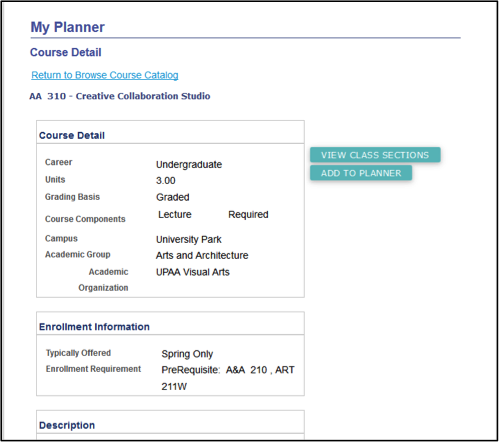 My Planner
Course Detail
Return to Browse Course Catalog
AA 310 - Creative Collaboration Studio
Course Detail
VIEW CLASS SECTIONS
ADD TO PLANNER
Career Undergraduate
Units 3.00
Grading Basis Graded
Course Components Lecture Required
Campus University Park
Academic Group Arts and Architecture
Academic UPAA Visual Arts
Organization
Enrollment Information
Typically Offered Spring Only
Enrollment Requirement PreRequisite: A&A 210 , ART
211W
Description